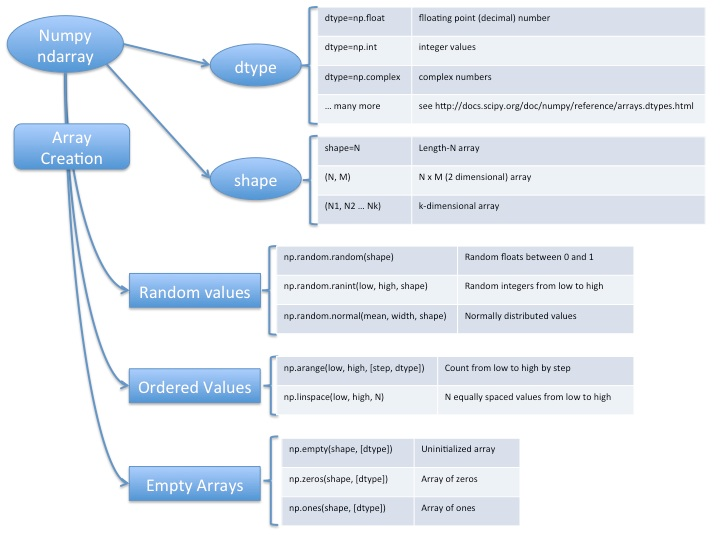 Numpy
ndarray
dtype
dtype=np.float flloating point (decimal) number
dtype=np.int integer values
dtype=np.complex complex numbers
... many more see http://docs.scipy.org/doc/numpy/reference/arrays.dtypes.html
Array
Creation
shape
shape=N Length-N array
(N, M) N x M (2 dimensional) array
(N1, N2 ... Nk) k-dimensional array
Random values
np.random.random(shape) Random floats between 0 and 1
np.random.ranint(low, high, shape) Random integers from low to high
np.random.normal(mean, width, shape) Normally distributed values
Ordered Values
np.arange(low, high, [step, dtype]) Count from low to high by step
np.linspace(low, high, N) N equally spaced values from low to high
Empty Arrays
np.empty(shape, [dtype]) Uninitialized array
np.zeros(shape, [dtype]) Array of zeros
np.ones(shape, [dtype]) Array of ones